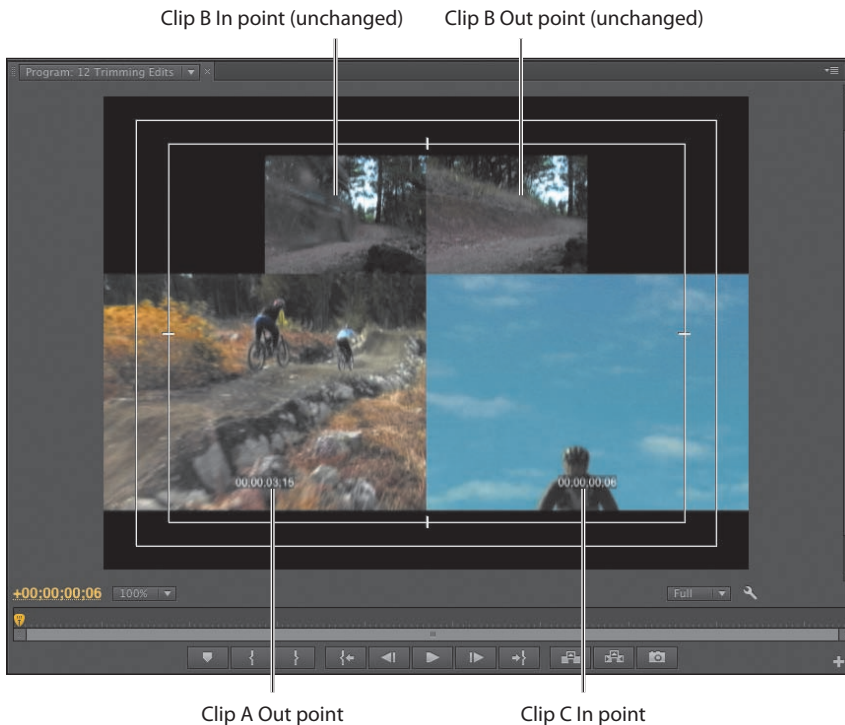 Clip B In point (unchanged) Clip B Out point (unchanged)
Program: 12 Trimming Edits
00;00;03;15 00;00;00;06
+00;00;00;06 100% Full
Clip A Out point Clip C In point